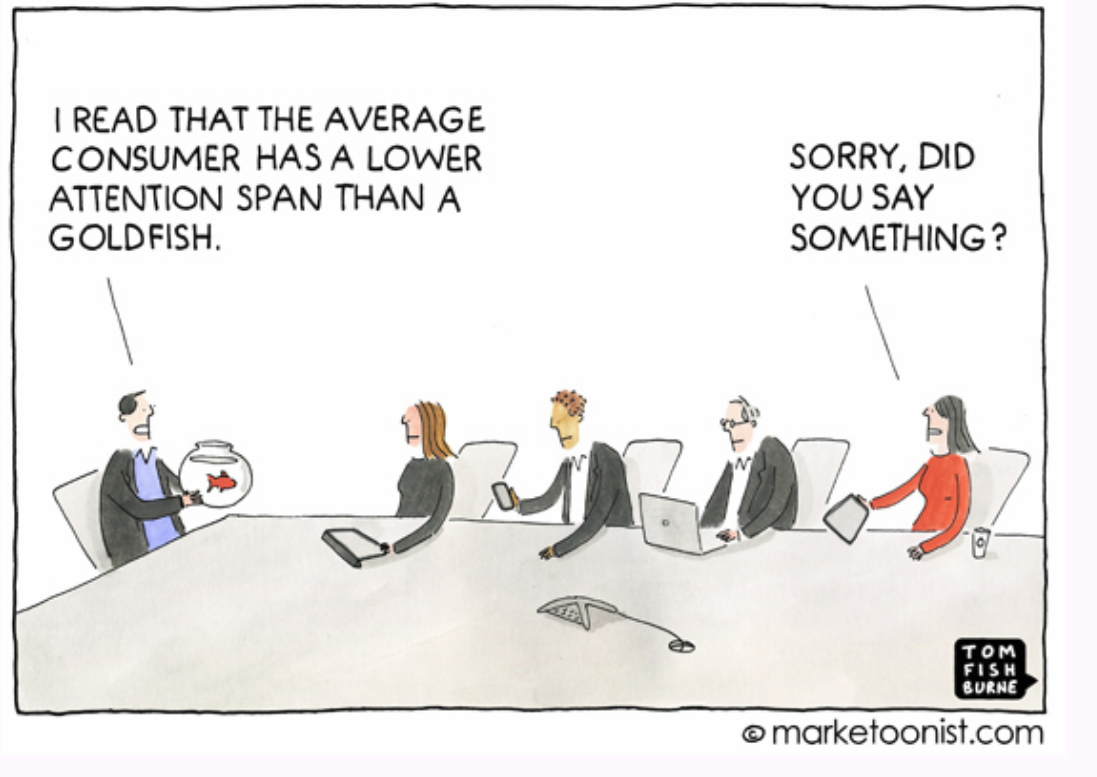 I READ THAT THE AVERAGE
CONSUMER HAS A LOWER
ATTENTION SPAN THAN A
GOLDFISH.
SORRY, DID
YOU SAY
SOMETHING?
TOM
FISH
BURNE
© marketoonist.com